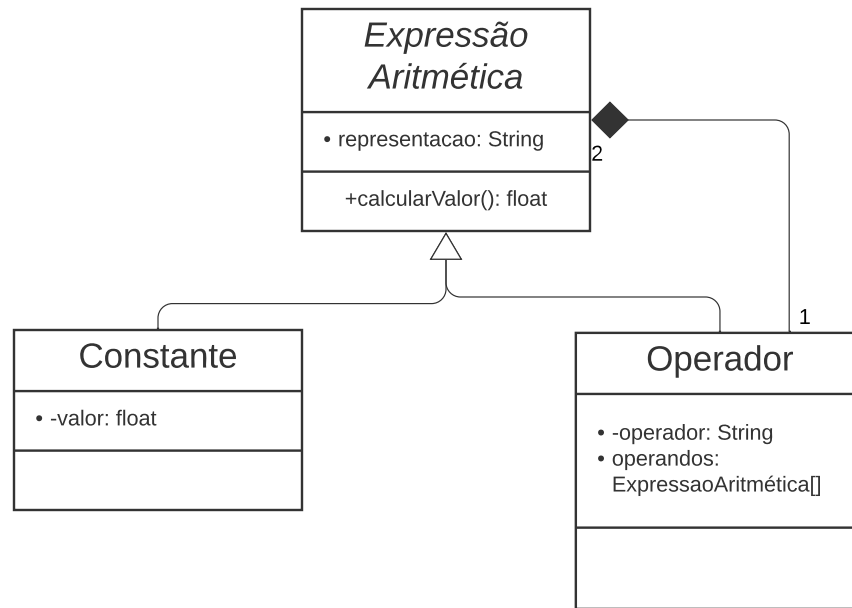 Expressão
Aritmética
• representacao: String
2
+calcularValor(): float
1
Constante
• -valor: float
Operador
• -operador: String
• operandos:
ExpressaoAritmética[]